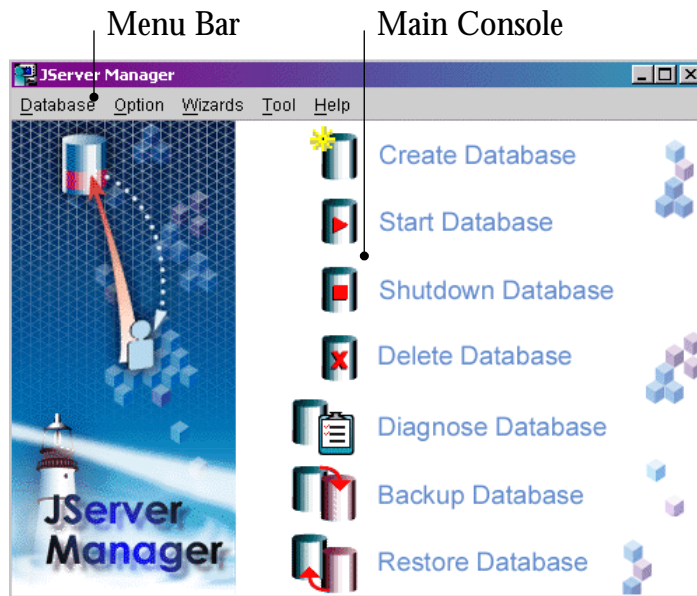 Menu Bar
Main Console
JServer Manager
Database Option Wizards Tool Help
Create Database
Start Database
Shutdown Database
Delete Database
Diagnose Database
Backup Database
Restore Database
JServer
Manager